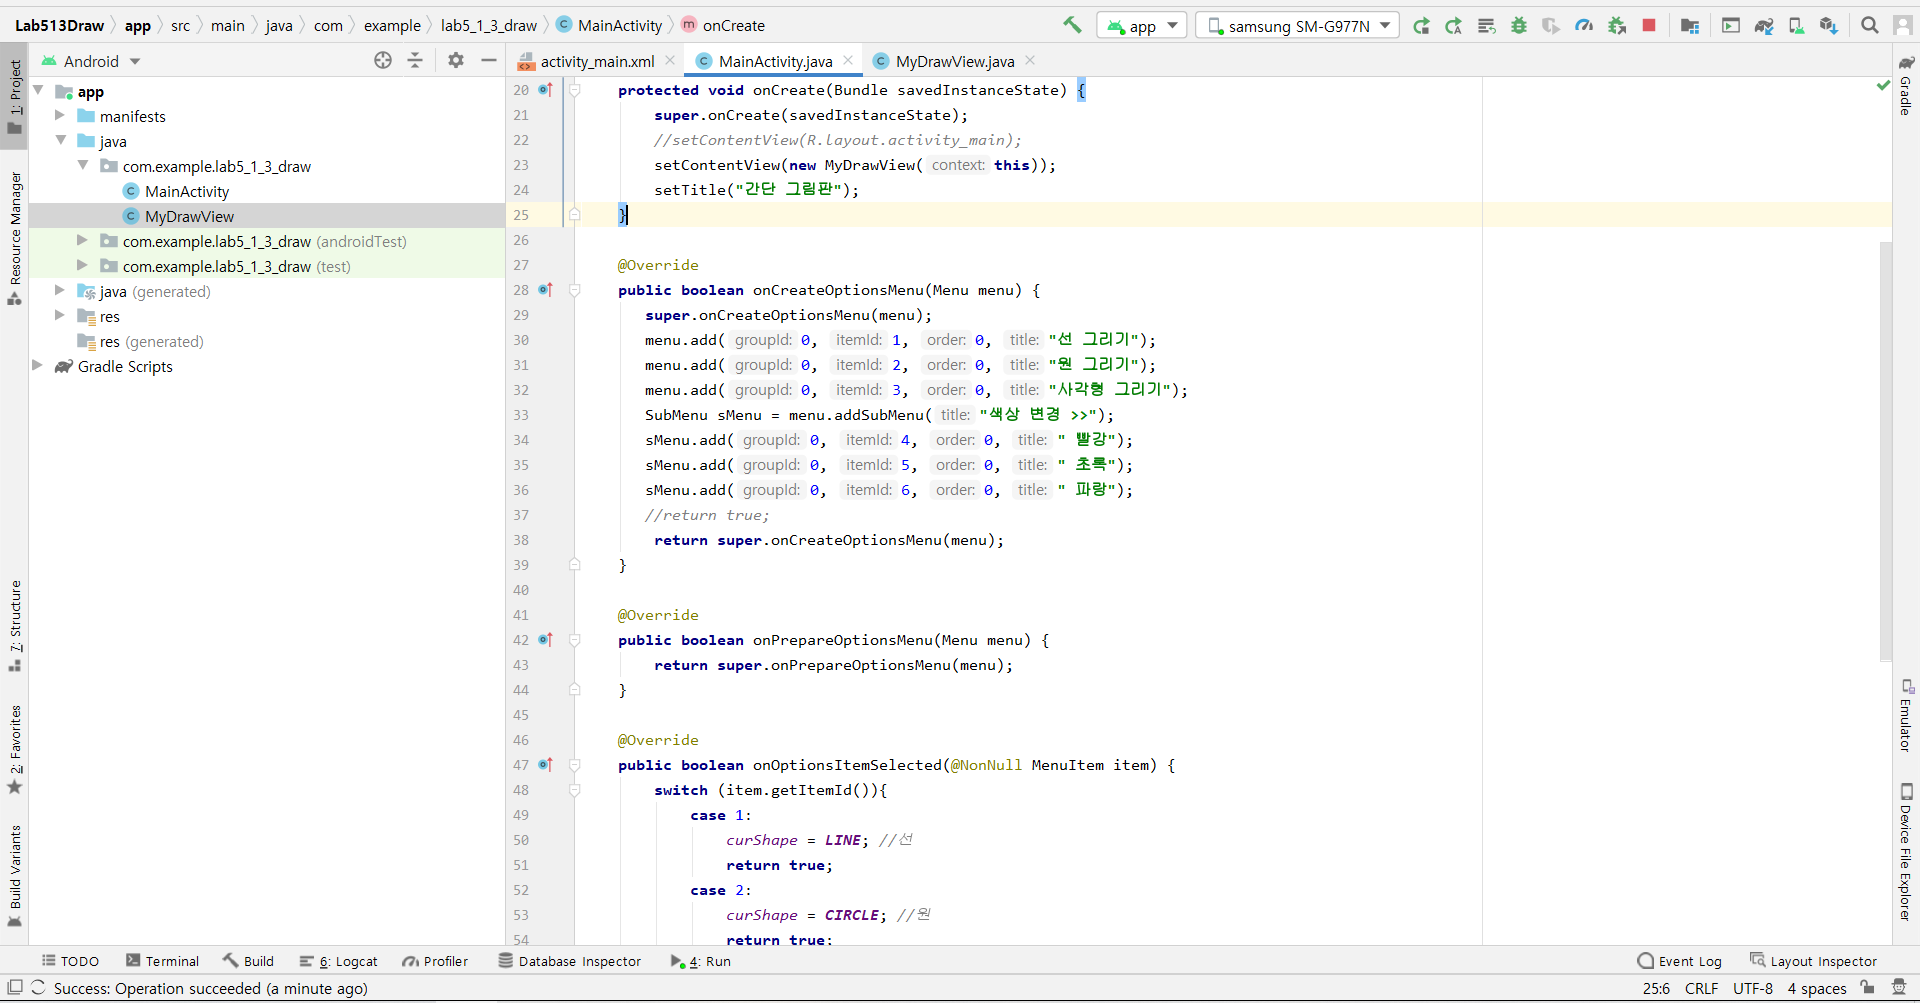 Lab513Draw app src main java com example lab5_1_3_draw MainActivity onCreate
app
samsung SM-G977N
Android
activity_main.xml
MainActivity.java
MyDrawView.java
1: Project
Resource Manager
7: Structure
2: Favorites
Build Variants
app
manifests
java
com.example.lab5_1_3_draw
MainActivity
MyDrawView
com.example.lab5_1_3_draw (androidTest)
com.example.lab5_1_3_draw (test)
java (generated)
res
res (generated)
Gradle Scripts
20 protected void onCreate(Bundle savedInstanceState) {
21 super.onCreate(savedInstanceState);
22 //setContentView(R.layout.activity_main);
23 setContentView(new MyDrawView( context: this));
24 setTitle("간단 그림판");
25 }
26
27 @Override
28 public boolean onCreateOptionsMenu(Menu menu) {
29 super.onCreateOptionsMenu(menu);
30 menu.add( groupId: 0, itemId: 1, order: 0, title: "선 그리기");
31 menu.add( groupId: 0, itemId: 2, order: 0, title: "원 그리기");
32 menu.add( groupId: 0, itemId: 3, order: 0, title: "사각형 그리기");
33 SubMenu sMenu = menu.addSubMenu( title: "색상 변경 >>");
34 sMenu.add( groupId: 0, itemId: 4, order: 0, title: " 빨강");
35 sMenu.add( groupId: 0, itemId: 5, order: 0, title: " 초록");
36 sMenu.add( groupId: 0, itemId: 6, order: 0, title: " 파랑");
37 //return true;
38 return super.onCreateOptionsMenu(menu);
39 }
40
41 @Override
42 public boolean onPrepareOptionsMenu(Menu menu) {
43 return super.onPrepareOptionsMenu(menu);
44 }
45
46 @Override
47 public boolean onOptionsItemSelected(@NonNull MenuItem item) {
48 switch (item.getItemId()){
49 case 1:
50 curShape = LINE; //선
51 return true;
52 case 2:
53 curShape = CIRCLE; //원
54 return true;
Gradle
Emulator
Device File Explorer
TODO Terminal Build 6: Logcat Profiler Database Inspector 4: Run Event Log Layout Inspector
Success: Operation succeeded (a minute ago) 25:6 CRLF UTF-8 4 spaces